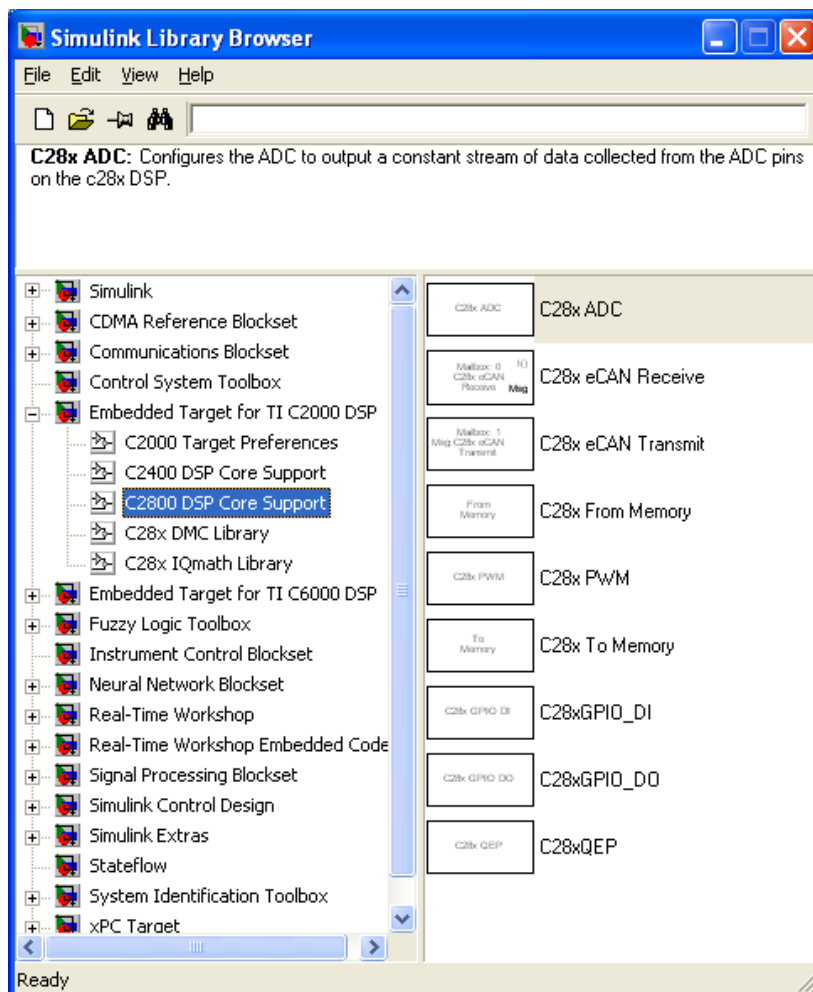 Simulink Library Browser
File Edit View Help
C28x ADC: Configures the ADC to output a constant stream of data collected from the ADC pins
on the c28x DSP.
Simulink
CDMA Reference Blockset
Communications Blockset
Control System Toolbox
Embedded Target for TI C2000 DSP
C2000 Target Preferences
C2400 DSP Core Support
C2800 DSP Core Support
C28x DMC Library
C28x IQmath Library
Embedded Target for TI C6000 DSP
Fuzzy Logic Toolbox
Instrument Control Blockset
Neural Network Blockset
Real-Time Workshop
Real-Time Workshop Embedded Code
Signal Processing Blockset
Simulink Control Design
Simulink Extras
Stateflow
System Identification Toolbox
xPC Target
C28x ADC
C28x ADC
Mailbox: 0
C28x eCAN
Receive
Msg
C28x eCAN Receive
Mailbox: 1
Msg C28x eCAN
Transmit
C28x eCAN Transmit
From
Memory
C28x From Memory
C28x PWM
C28x PWM
To
Memory
C28x To Memory
C28x GPIO DI
C28xGPIO_DI
C28x GPIO DO
C28xGPIO_DO
C28x QEP
C28xQEP
Ready